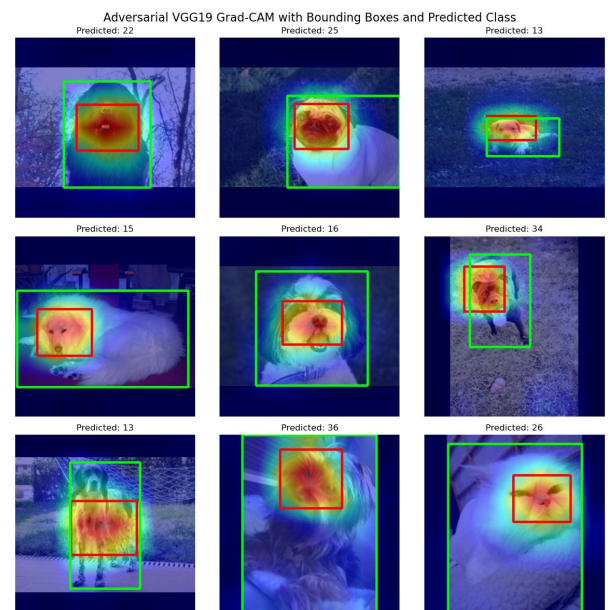 Adversarial VGG19 Grad-CAM with Bounding Boxes and Predicted Class
Predicted: 22
Predicted: 25
Predicted: 13
Predicted: 15
Predicted: 16
Predicted: 34
Predicted: 13
Predicted: 36
Predicted: 26